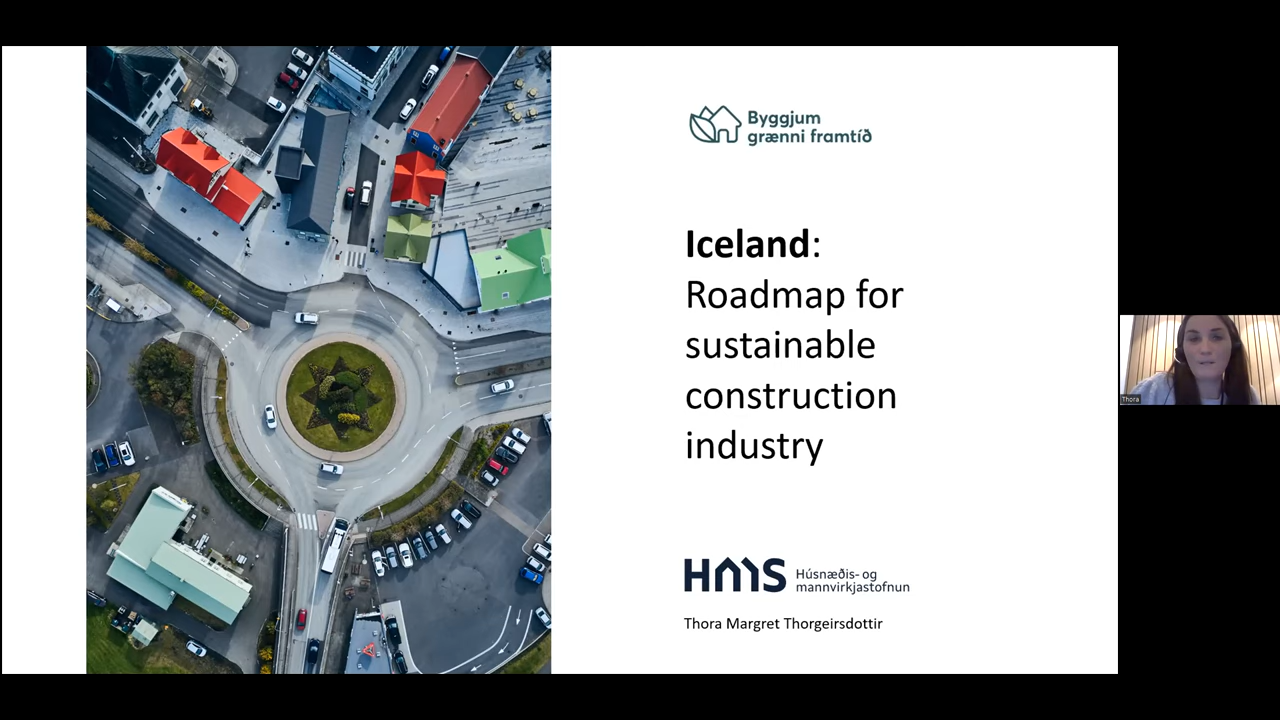 Byggjum
grænni framtíð
Iceland:
Roadmap for
sustainable
construction
industry
HMS
Húsnæðis- og
mannvirkjastofnun
Thora Margret Thorgeirsdottir
Thora